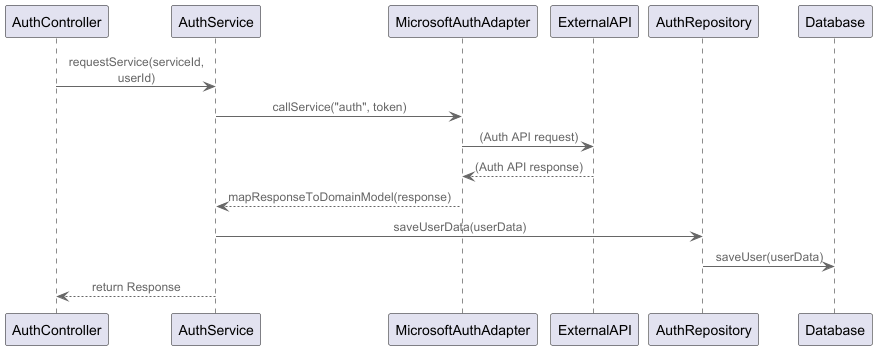 AuthController
AuthService
MicrosoftAuthAdapter
ExternalAPI
AuthRepository
Database
requestService(serviceId,
userId)
callService("auth", token)
(Auth API request)
(Auth API response)
mapResponseToDomainModel(response)
saveUserData(userData)
saveUser(userData)
return Response
AuthController
AuthService
MicrosoftAuthAdapter
ExternalAPI
AuthRepository
Database